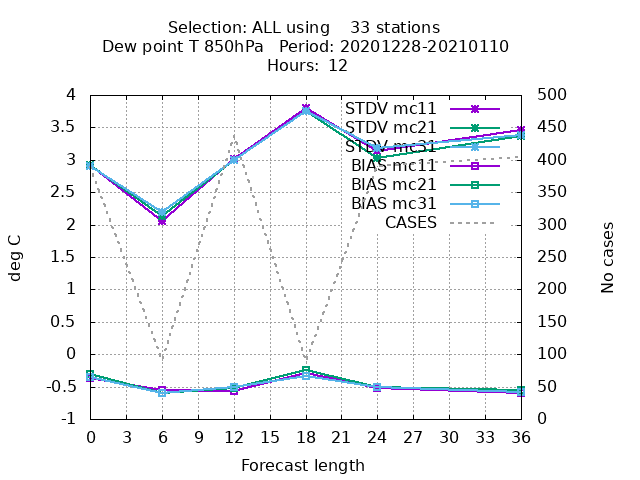 Selection: ALL using    33 stations
Dew point T 850hPa   Period: 20201228-20210110
Hours:  12
4
3.5
3
2.5
2
1.5
1
0.5
0
-0.5
-1
deg C
500
450
400
350
300
250
200
150
100
50
0
No cases
STDV mc11
STDV mc21
STDV mc31
BIAS mc11
BIAS mc21
BIAS mc31
CASES
0 3 6 9 12 15 18 21 24 27 30 33 36
Forecast length